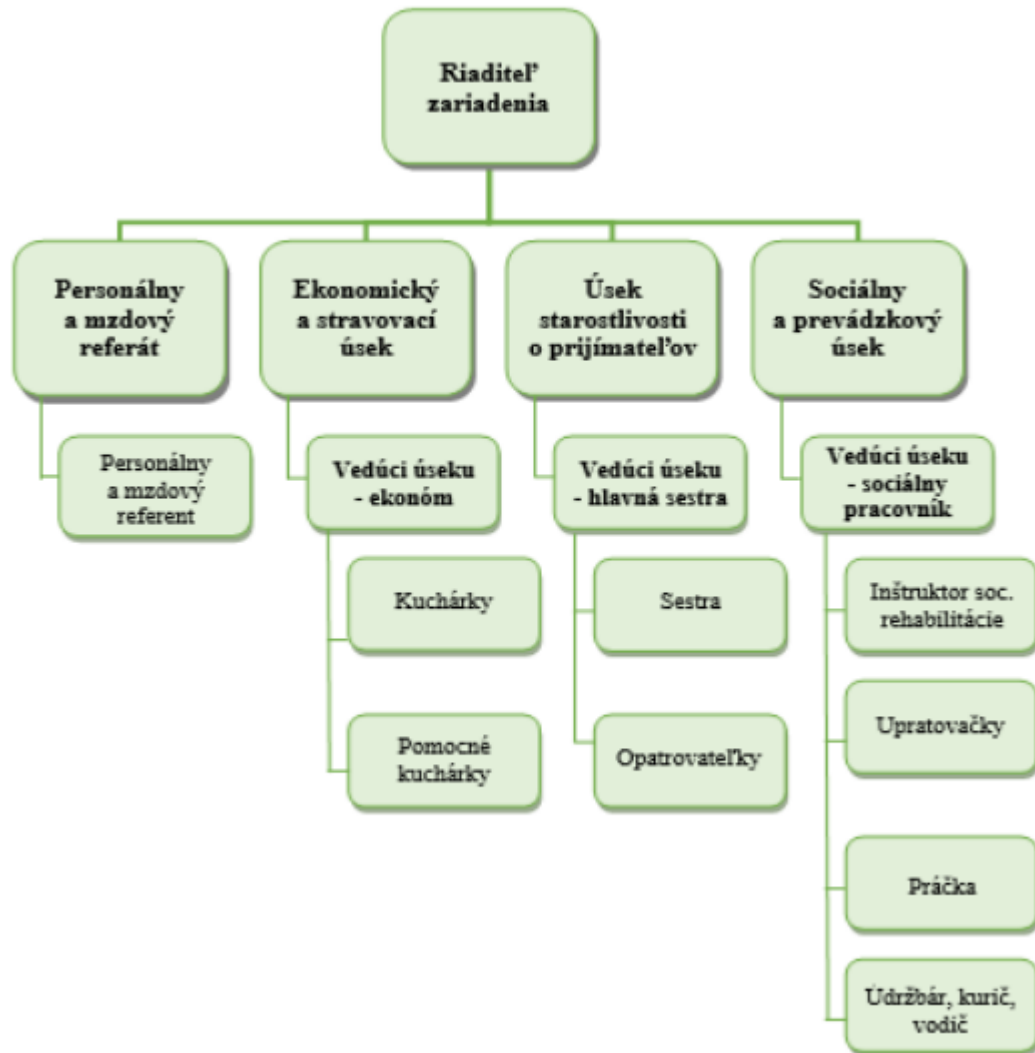 Riaditeľ
zariadenia
Personálny
a mzdový
referát
Ekonomický
a stravovací
úsek
Úsek
starostlivosti
o prijímateľov
Sociálny
a prevádzkový
úsek
Personálny
a mzdový
referent
Vedúci úseku
- ekonóm
Vedúci úseku
- hlavná sestra
Vedúci úseku
- sociálny
pracovník
Kuchárky
Sestra
Inštruktor soc.
rehabilitácie
Pomocné
kuchárky
Opatrovateľky
Upratovačky
Práčka
Údržbár, kurič,
vodič